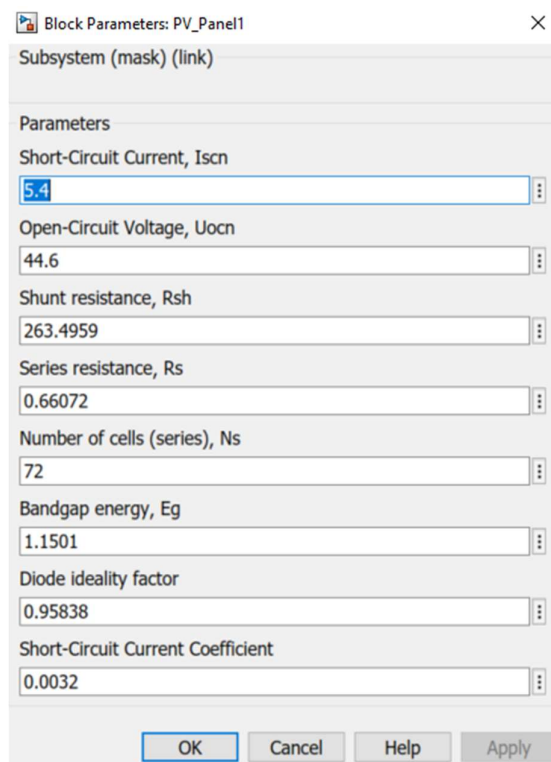 Block Parameters: PV_Panel1
Subsystem (mask) (link)
Parameters
Short-Circuit Current, Iscn
5.4
Open-Circuit Voltage, Uocn
44.6
Shunt resistance, Rsh
263.4959
Series resistance, Rs
0.66072
Number of cells (series), Ns
72
Bandgap energy, Eg
1.1501
Diode ideality factor
0.95838
Short-Circuit Current Coefficient
0.0032
OK Cancel Help Apply